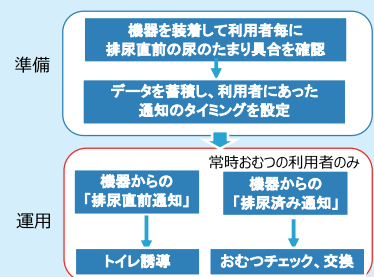 準備
機器を装着して利用者毎に
排尿直前の尿のたまり具合を確認
データを蓄積し、利用者にあった
通知のタイミングを設定
運用
機器からの
「排尿直前通知」
トイレ誘導
常時おむつの利用者のみ
機器からの
「排尿済み通知」
おむつチェック、交換